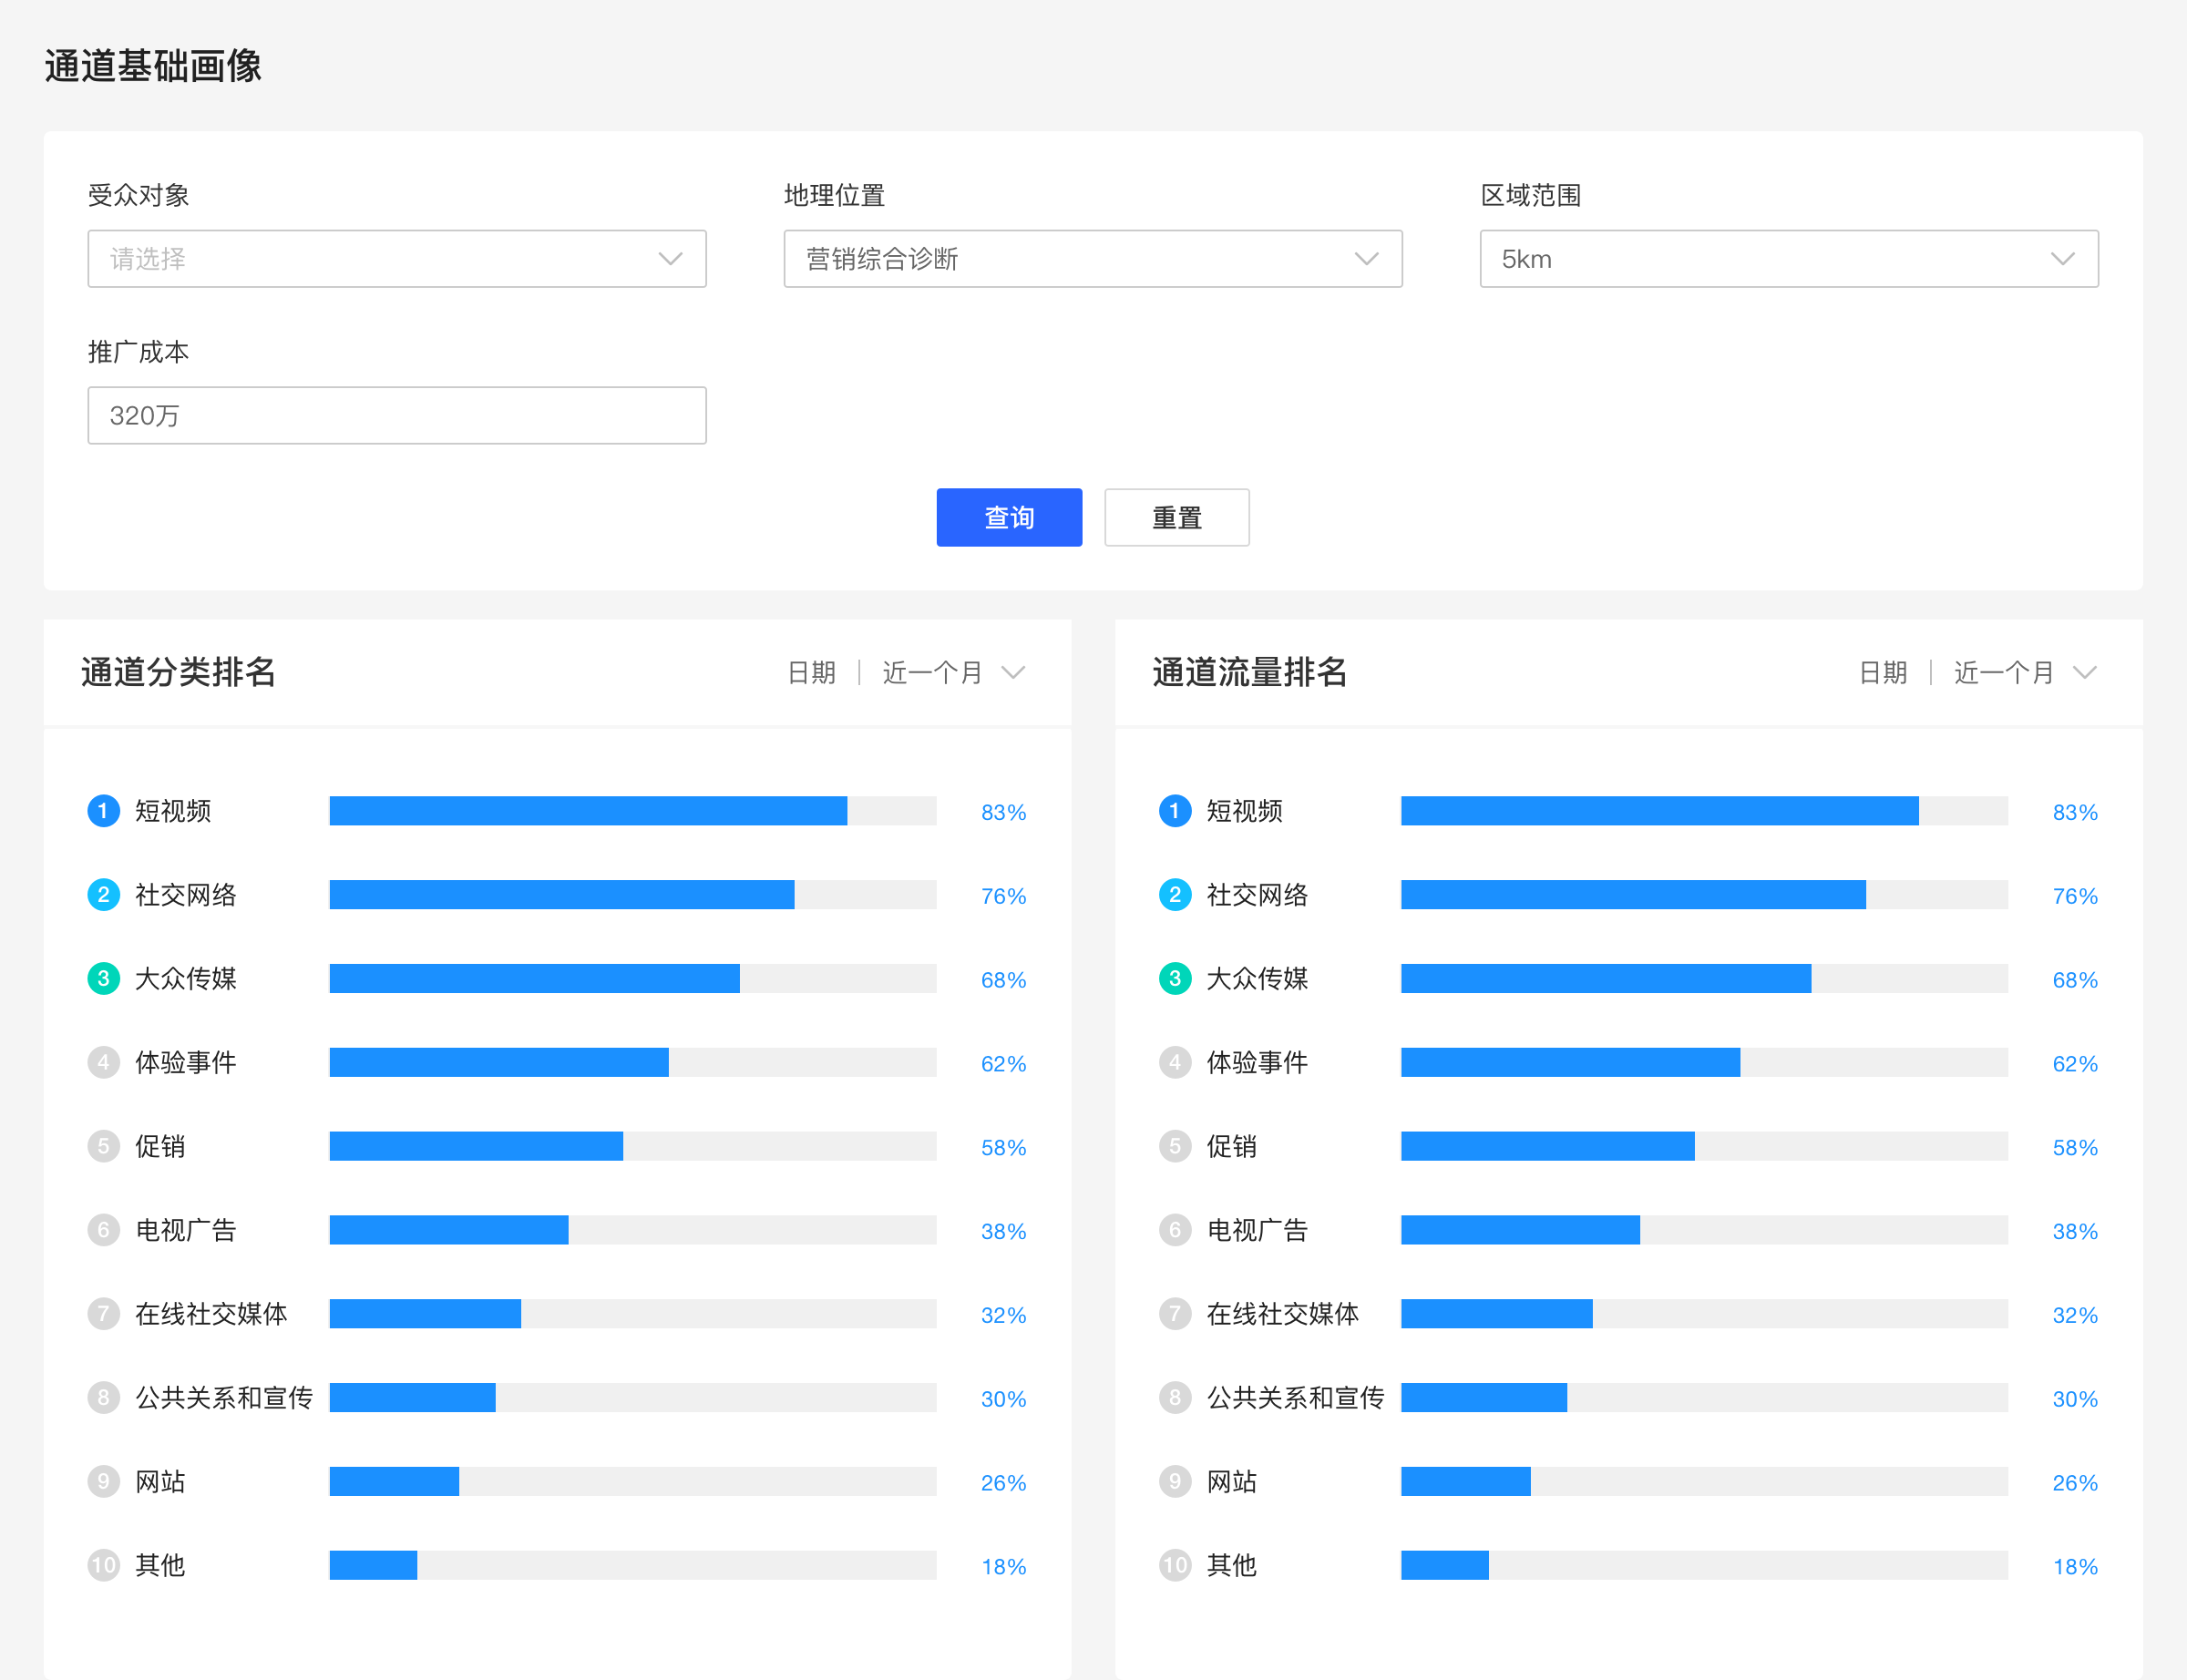 通道基础画像
受众对象
地理位置
区域范围
请选择
营销综合诊断
5km
推广成本
320万
查询
重置
通道分类排名
日期
近一个月
1 短视频 83%
2 社交网络 76%
3 大众传媒 68%
4 体验事件 62%
5 促销 58%
6 电视广告 38%
7 在线社交媒体 32%
8 公共关系和宣传 30%
9 网站 26%
10 其他 18%
通道流量排名
日期
近一个月
1 短视频 83%
2 社交网络 76%
3 大众传媒 68%
4 体验事件 62%
5 促销 58%
6 电视广告 38%
7 在线社交媒体 32%
8 公共关系和宣传 30%
9 网站 26%
10 其他 18%